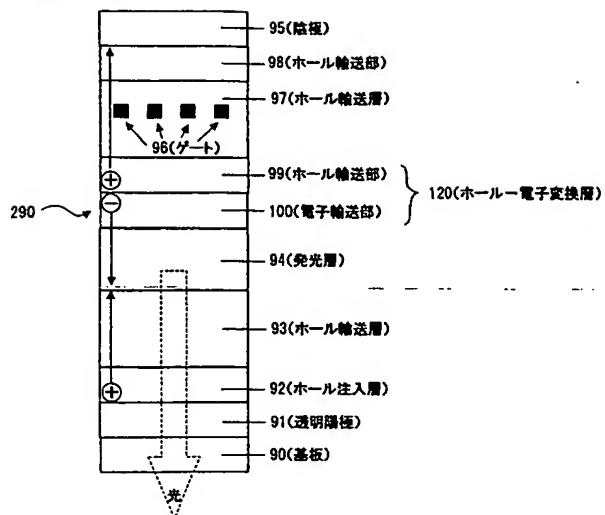 95(陰極)
98(ホール輸送部)
97(ホール輸送層)
96(ゲート)
99(ホール輸送部)
120(ホールー電子変換層)
290
100(電子輸送部)
94(発光層)
93(ホール輸送層)
92(ホール注入層)
91(透明陽極)
90(基板)
光